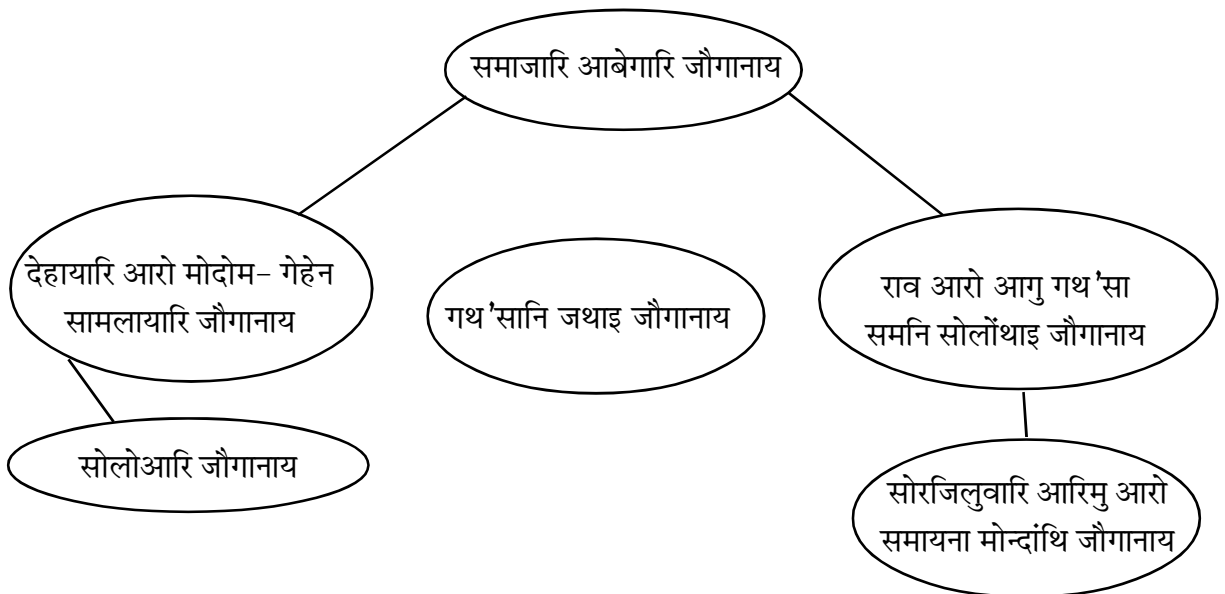 समाजारि आबेगारि जौगानाय
देहायारि आरो मोदोम- गेहेन
सामलायारि जौगानाय
गथ'सानि जथाइ जौगानाय
राव आरो आगु गथ'सा
समनि सोलोंथाइ जौगानाय
सोलोआरि जौगानाय
सोरजिलुवारि आरिमु आरो
समायना मोन्दांथि जौगानाय